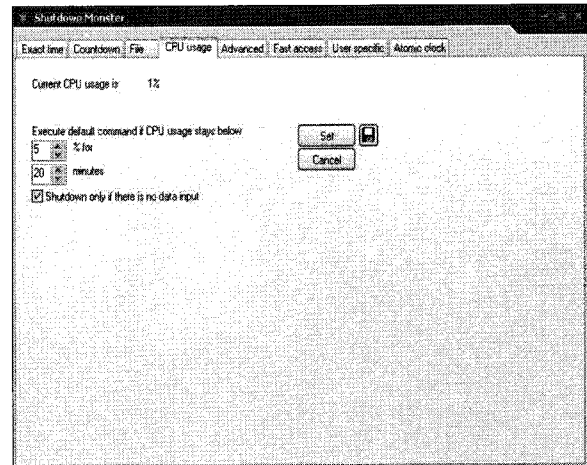 Shutdown Monster
Exact time Countdown File CPU usage Advanced Fast access User specific Atomic clock
Current CPU usage is 1%
Execute default command if CPU usage stays below
5 % for
20 minutes
Shutdown only if there is no data input
Set
Cancel